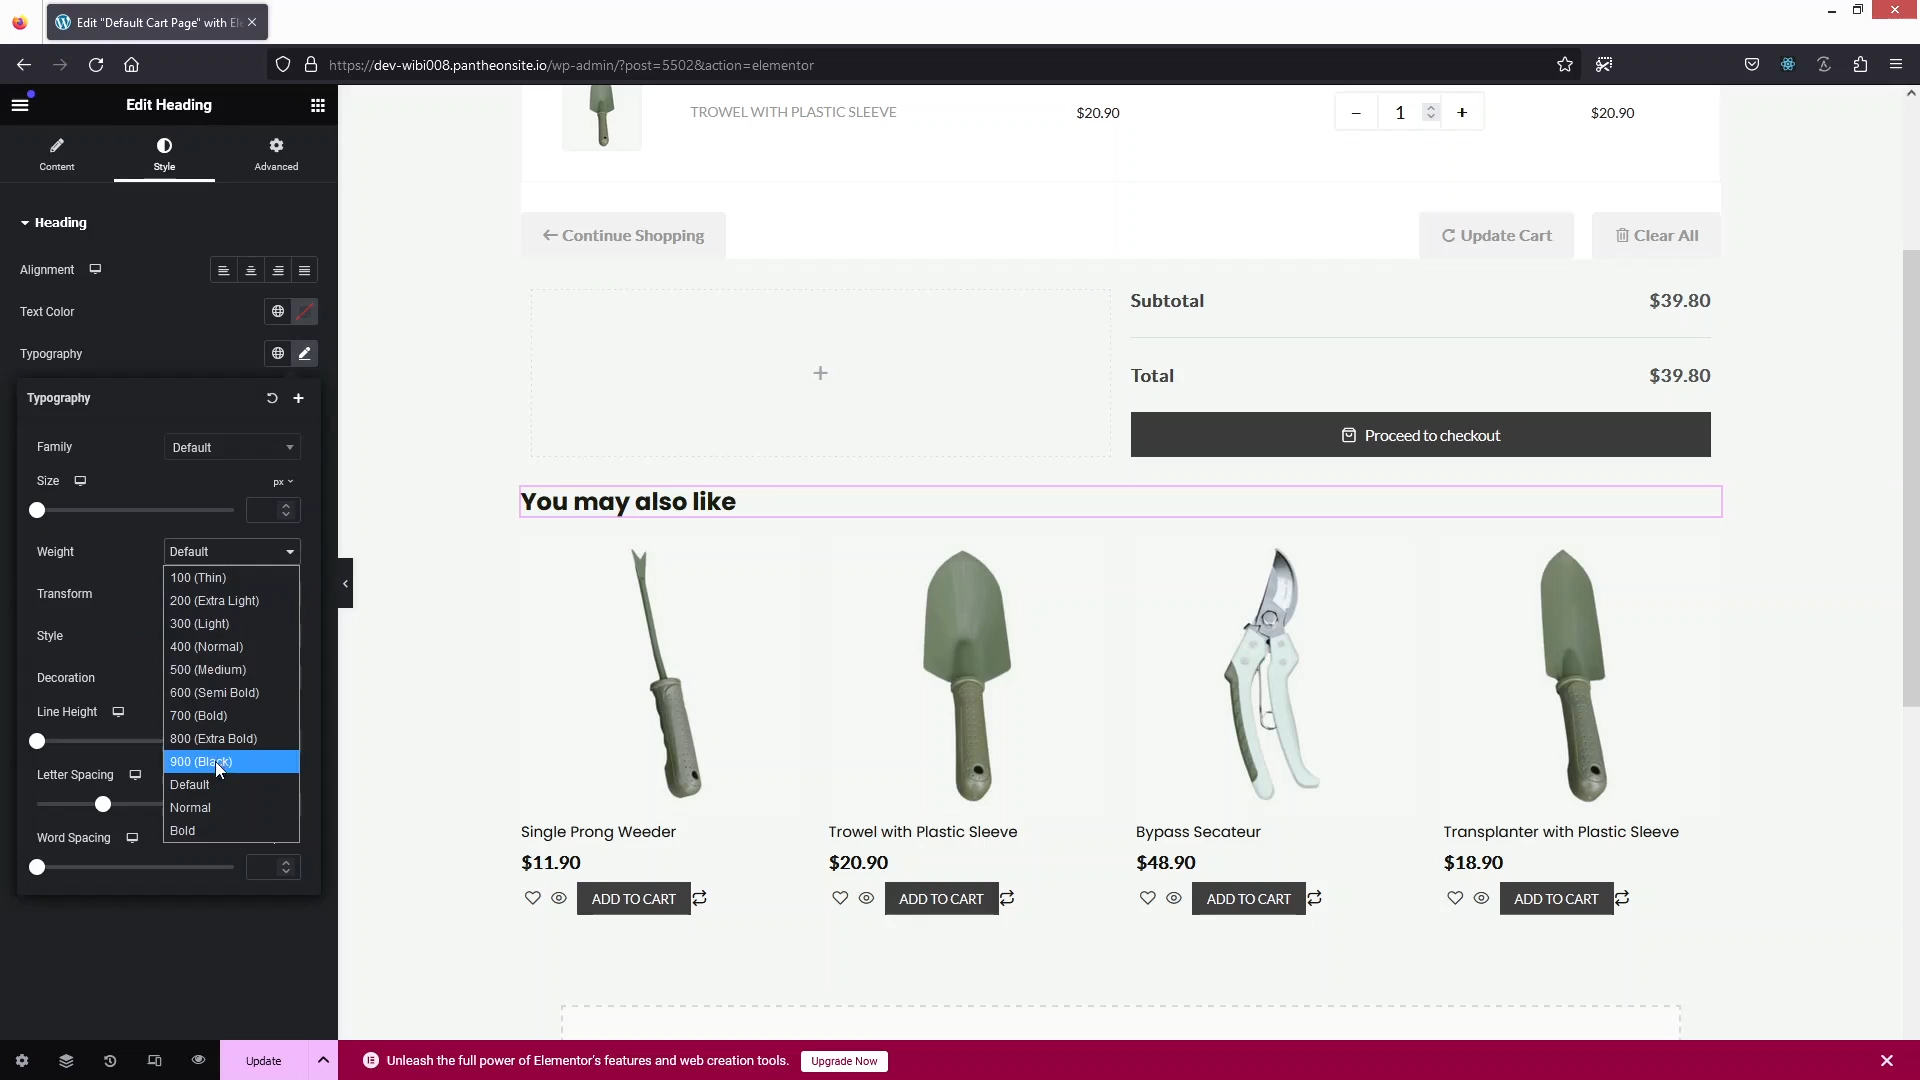 Edit "Default Cart Page" with El
https://dev-wibi008.pantheonsite.io/wp-admin/?post=5502&action=elementor
Edit Heading
Content
Style
Advanced
Heading
Alignment
Text Color
Typography
Typography
Family
Default
Size
px
Weight
Default
100 (Thin)
200 (Extra Light)
300 (Light)
400 (Normal)
500 (Medium)
600 (Semi Bold)
700 (Bold)
800 (Extra Bold)
900 (Black)
Default
Normal
Bold
Transform
Style
Decoration
Line Height
Letter Spacing
Word Spacing
Update
TROWEL WITH PLASTIC SLEEVE
$20.90
1
$20.90
Continue Shopping
Update Cart
Clear All
Subtotal
$39.80
Total
$39.80
Proceed to checkout
You may also like
Single Prong Weeder
$11.90
ADD TO CART
Trowel with Plastic Sleeve
$20.90
ADD TO CART
Bypass Secateur
$48.90
ADD TO CART
Transplanter with Plastic Sleeve
$18.90
ADD TO CART
Unleash the full power of Elementor's features and web creation tools.
Upgrade Now